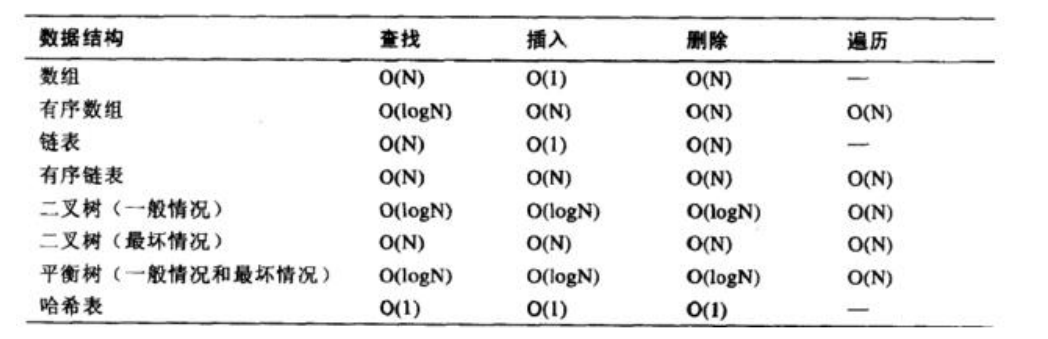 数据结构 查找 插入 删除 遍历
数组 O(N) O(1) O(N) —
有序数组 O(logN) O(N) O(N) O(N)
链表 O(N) O(1) O(N) —
有序链表 O(N) O(N) O(N) O(N)
二叉树（一般情况） O(logN) O(logN) O(logN) O(N)
二叉树（最坏情况） O(N) O(N) O(N) O(N)
平衡树（一般情况和最坏情况） O(logN) O(logN) O(logN) O(N)
哈希表 O(1) O(1) O(1) —